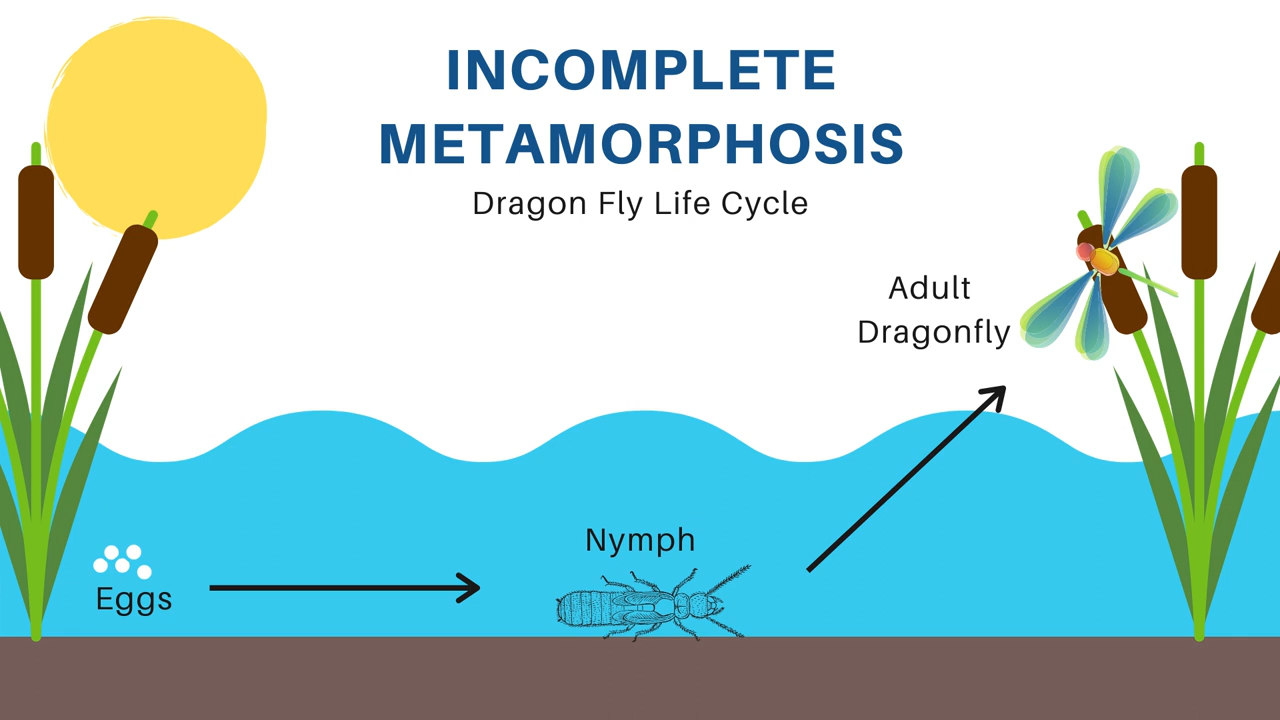 INCOMPLETE
METAMORPHOSIS
Dragon Fly Life Cycle
Adult
Dragonfly
Nymph
Eggs